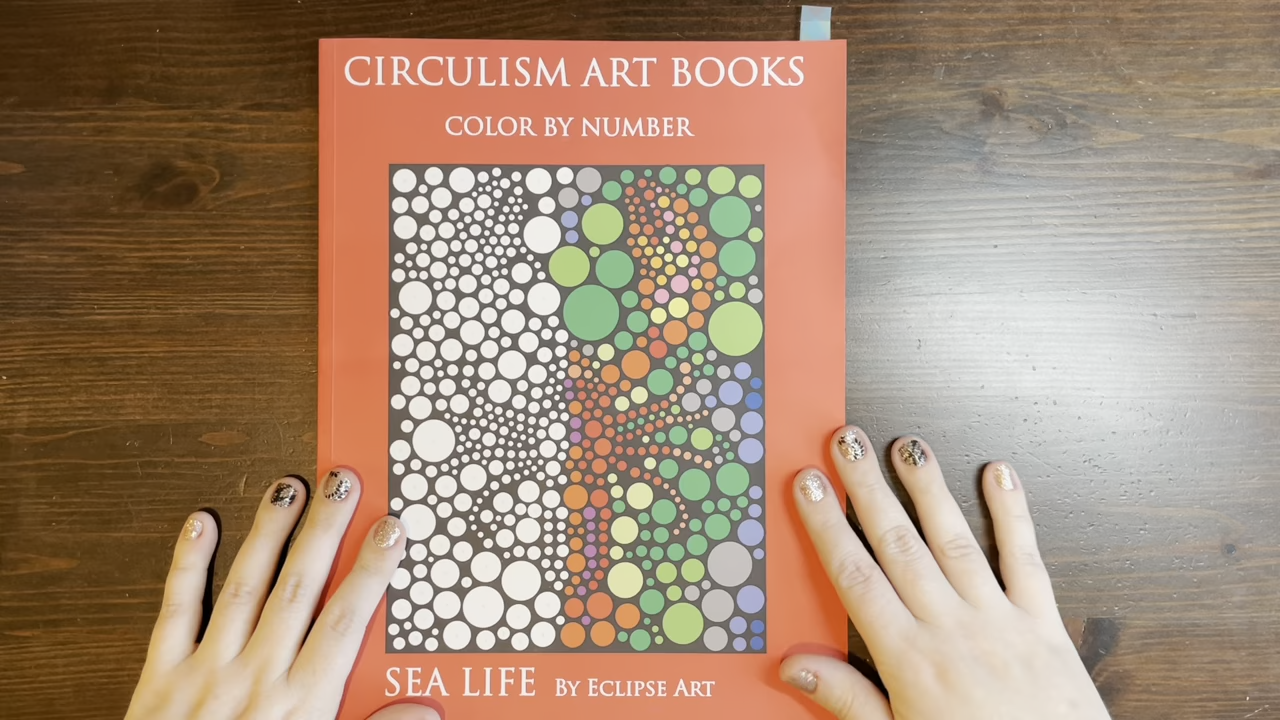 CIRCULISM ART BOOKS
COLOR BY NUMBER
SEA LIFE BY ECLIPSE ART